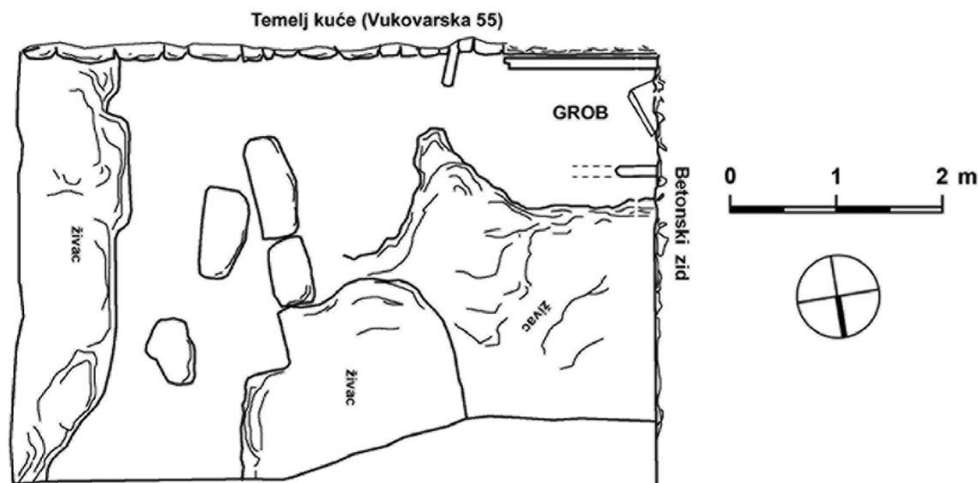 Temelj kuće (Vukovarska 55)
GROB
Betonski zid
0 1 2 m
živac
živac
živac